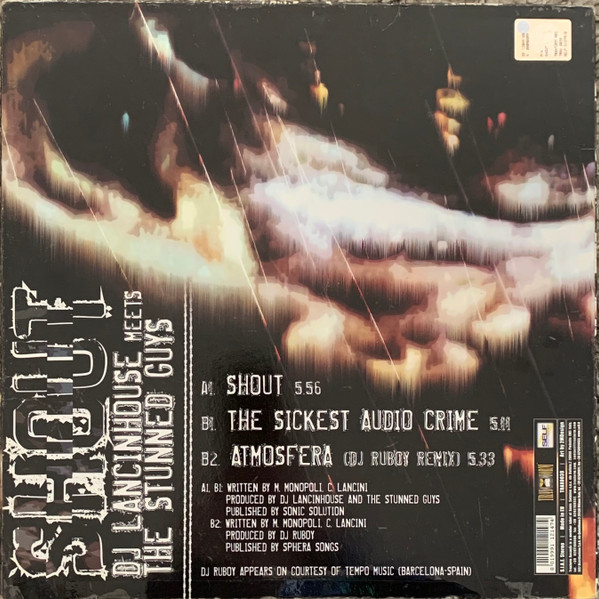 SHOUT
DJ LANCINHOUSE MEETS
THE STUNNED GUYS
A1. SHOUT 5.56
B1. THE SICKEST AUDIO CRIME 5.11
B2. ATMOSFERA (DJ RUBOY REMIX) 5.33
A1, B1: WRITTEN BY M. MONOPOLI, C. LANCINI
PRODUCED BY DJ LANCINHOUSE AND THE STUNNED GUYS
PUBLISHED BY SONIC SOLUTION
B2: WRITTEN BY M. MONOPOLI, C. LANCINI
PRODUCED BY DJ RUBOY
PUBLISHED BY SPHERA SONGS
DJ RUBOY APPEARS ON COURTESY OF TEMPO MUSIC (BARCELONA-SPAIN)
SELF